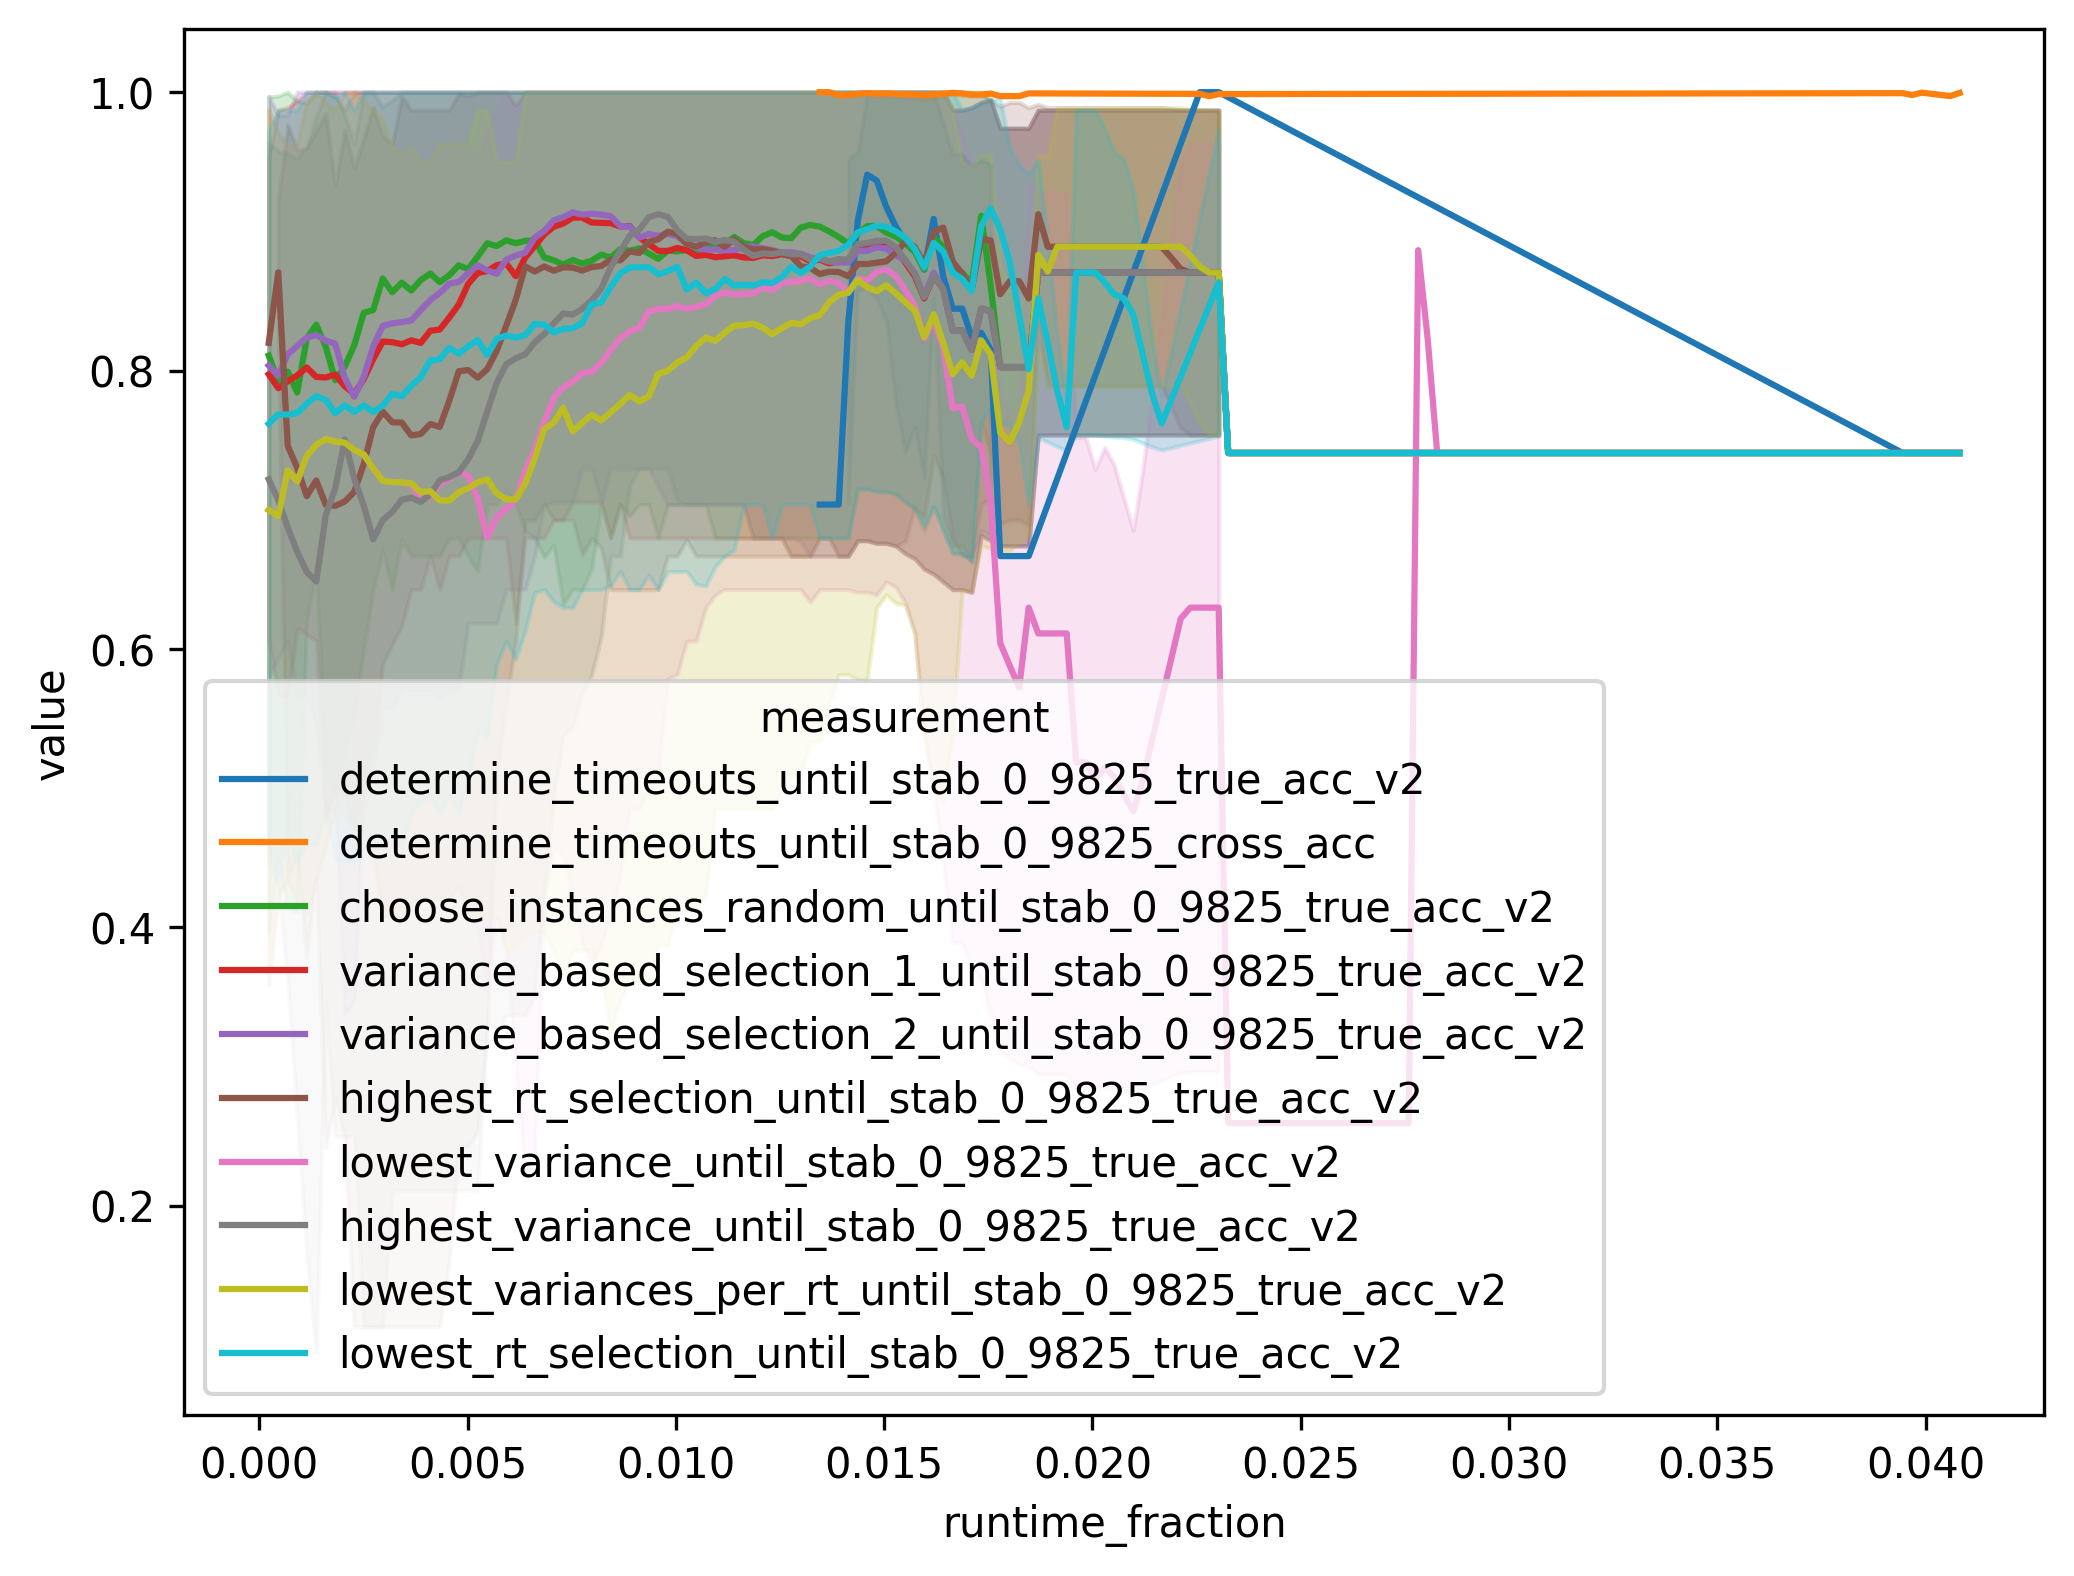 1.0
0.8
0.6
0.4
0.2
value
measurement
determine_timeouts_until_stab_0_9825_true_acc_v2
determine_timeouts_until_stab_0_9825_cross_acc
choose_instances_random_until_stab_0_9825_true_acc_v2
variance_based_selection_1_until_stab_0_9825_true_acc_v2
variance_based_selection_2_until_stab_0_9825_true_acc_v2
highest_rt_selection_until_stab_0_9825_true_acc_v2
lowest_variance_until_stab_0_9825_true_acc_v2
highest_variance_until_stab_0_9825_true_acc_v2
lowest_variances_per_rt_until_stab_0_9825_true_acc_v2
lowest_rt_selection_until_stab_0_9825_true_acc_v2
0.000 0.005 0.010 0.015 0.020 0.025 0.030 0.035 0.040
runtime_fraction